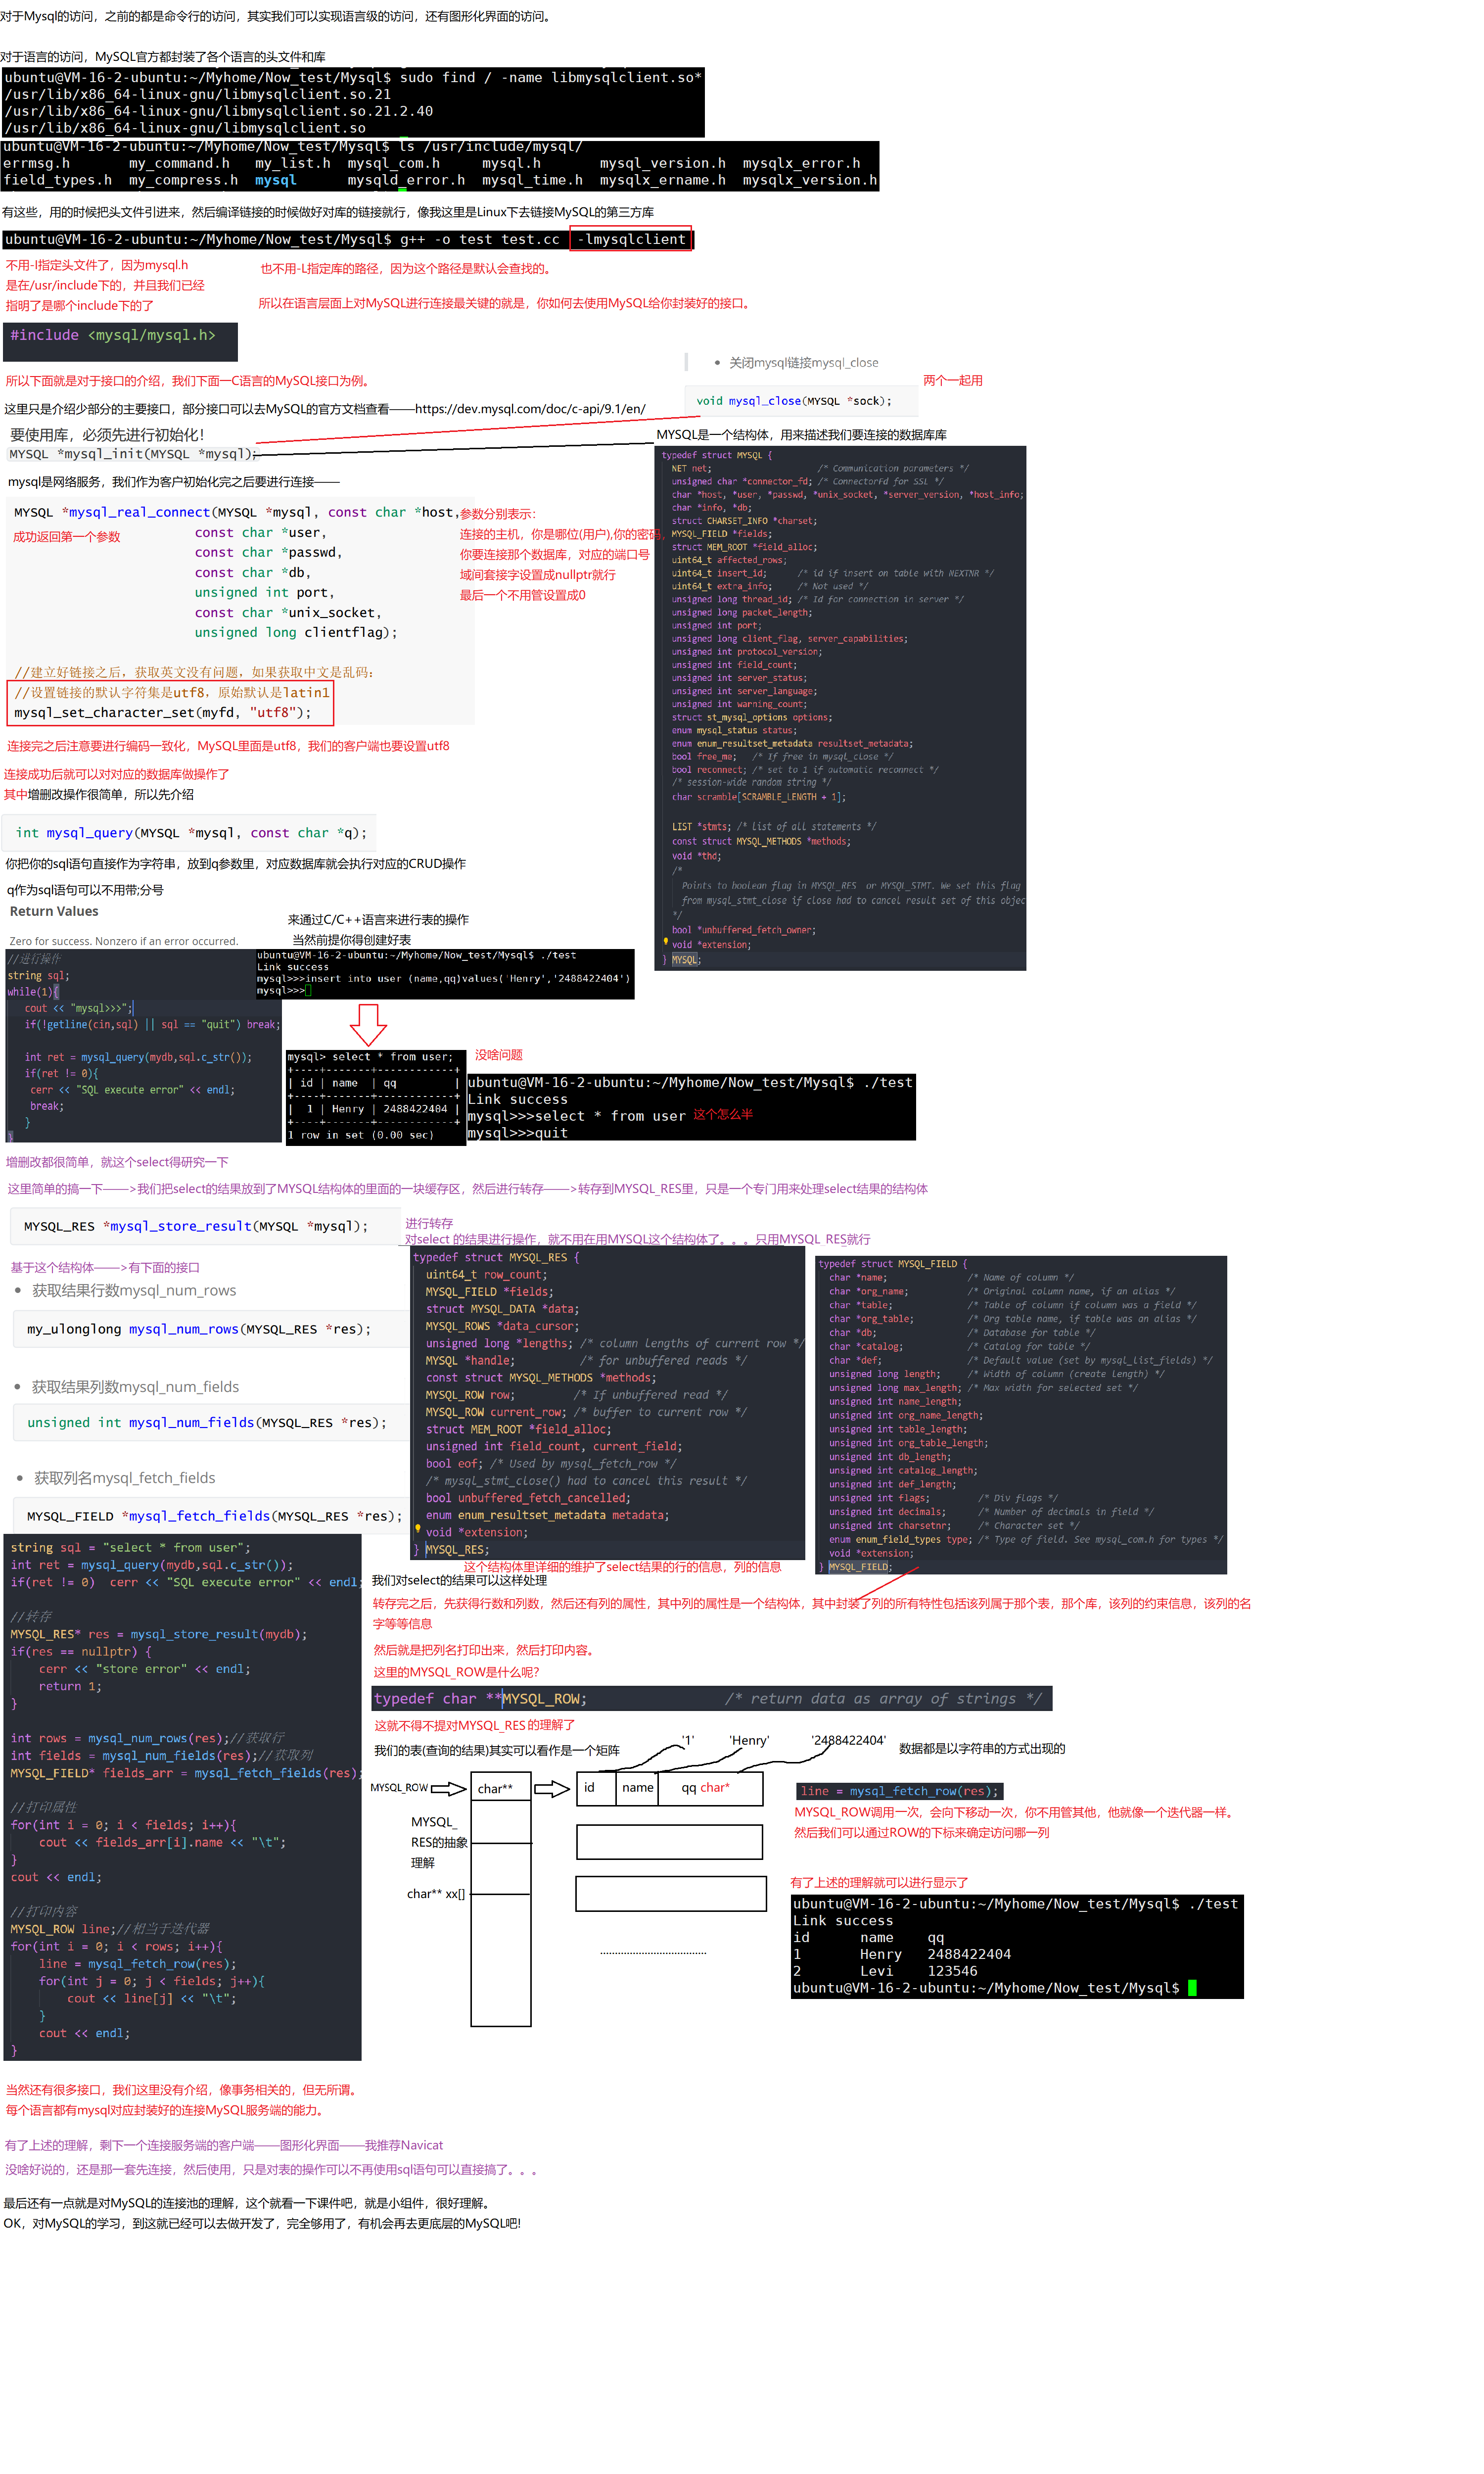 对于Mysql的访问，之前的都是命令行的访问，其实我们可以实现语言级的访问，还有图形化界面的访问。
对于语言的访问，MySQL官方都封装了各个语言的头文件和库
ubuntu@VM-16-2-ubuntu:~/Myhome/Now_test/Mysql$ sudo find / -name libmysqlclient.so*
/usr/lib/x86_64-linux-gnu/libmysqlclient.so.21
/usr/lib/x86_64-linux-gnu/libmysqlclient.so.21.2.40
/usr/lib/x86_64-linux-gnu/libmysqlclient.so
ubuntu@VM-16-2-ubuntu:~/Myhome/Now_test/Mysql$ ls /usr/include/mysql/
errmsg.h my_command.h my_list.h mysql_com.h mysql.h mysql_version.h mysqlx_error.h
field_types.h my_compress.h mysql mysqld_error.h mysql_time.h mysqlx_ername.h mysqlx_version.h
有这些，用的时候把头文件引进来，然后编译链接的时候做好对库的链接就行，像我这里是Linux下去链接MySQL的第三方库
ubuntu@VM-16-2-ubuntu:~/Myhome/Now_test/Mysql$ g++ -o test test.cc -lmysqlclient
不用-I指定头文件了，因为mysql.h
是在/usr/include下的，并且我们已经
指明了是哪个include下的了
也不用-L指定库的路径，因为这个路径是默认会查找的。
所以在语言层面上对MySQL进行连接最关键的就是，你如何去使用MySQL给你封装好的接口。
#include <mysql/mysql.h>
所以下面就是对于接口的介绍，我们下面一C语言的MySQL接口为例。
• 关闭mysql链接mysql_close
void mysql_close(MYSQL *sock);
两个一起用
这里只是介绍少部分的主要接口，部分接口可以去MySQL的官方文档查看——https://dev.mysql.com/doc/c-api/9.1/en/
要使用库，必须先进行初始化！
MYSQL *mysql_init(MYSQL *mysql);
MYSQL是一个结构体，用来描述我们要连接的数据库库
typedef struct MYSQL {
NET net; /* Communication parameters */
unsigned char *connector_fd; /* ConnectorFd for SSL */
char *host, *user, *passwd, *unix_socket, *server_version, *host_info;
char *info, *db;
struct CHARSET_INFO *charset;
MYSQL_FIELD *fields;
struct MEM_ROOT *field_alloc;
uint64_t affected_rows;
uint64_t insert_id; /* id if insert on table with NEXTNR */
uint64_t extra_info; /* Not used */
unsigned long thread_id; /* Id for connection in server */
unsigned long packet_length;
unsigned int port;
unsigned long client_flag, server_capabilities;
unsigned int protocol_version;
unsigned int field_count;
unsigned int server_status;
unsigned int server_language;
unsigned int warning_count;
struct st_mysql_options options;
enum mysql_status status;
enum enum_resultset_metadata resultset_metadata;
bool free_me; /* If free in mysql_close */
bool reconnect; /* set to 1 if automatic reconnect */
/* session-wide random string */
char scramble[SCRAMBLE_LENGTH + 1];
LIST *stmts; /* list of all statements */
const struct MYSQL_METHODS *methods;
void *thd;
/*
Points to boolean flag in MYSQL_RES or MYSQL_STMT. We set this flag
from mysql_stmt_close if close had to cancel result set of this objec
*/
bool *unbuffered_fetch_owner;
void *extension;
} MYSQL;
mysql是网络服务，我们作为客户初始化完之后要进行连接——
MYSQL *mysql_real_connect(MYSQL *mysql, const char *host,
const char *user,
const char *passwd,
const char *db,
unsigned int port,
const char *unix_socket,
unsigned long clientflag);
成功返回第一个参数
参数分别表示：
连接的主机，你是哪位(用户),你的密码，
你要连接那个数据库，对应的端口号
域间套接字设置成nullptr就行
最后一个不用管设置成0
//建立好链接之后，获取英文没有问题，如果获取中文是乱码：
//设置链接的默认字符集是utf8，原始默认是latin1
mysql_set_character_set(myfd, "utf8");
连接完之后注意要进行编码一致化，MySQL里面是utf8，我们的客户端也要设置utf8
连接成功后就可以对对应的数据库做操作了
其中增删改操作很简单，所以先介绍
int mysql_query(MYSQL *mysql, const char *q);
你把你的sql语句直接作为字符串，放到q参数里，对应数据库就会执行对应的CRUD操作
q作为sql语句可以不用带;分号
Return Values
Zero for success. Nonzero if an error occurred.
来通过C/C++语言来进行表的操作
当然前提你得创建好表
//进行操作
string sql;
while(1){
cout << "mysql>>>";
if(!getline(cin,sql) || sql == "quit") break;
int ret = mysql_query(mydb,sql.c_str());
if(ret != 0){
cerr << "SQL execute error" << endl;
break;
}
}
ubuntu@VM-16-2-ubuntu:~/Myhome/Now_test/Mysql$ ./test
Link success
mysql>>>insert into user (name,qq)values('Henry','2488422404')
mysql>>>
mysql> select * from user;
+----+-------+------------+
| id | name | qq |
+----+-------+------------+
| 1 | Henry | 2488422404 |
+----+-------+------------+
1 row in set (0.00 sec)
没啥问题
ubuntu@VM-16-2-ubuntu:~/Myhome/Now_test/Mysql$ ./test
Link success
mysql>>>select * from user 这个怎么半
mysql>>>quit
增删改都很简单，就这个select得研究一下
这里简单的搞一下——>我们把select的结果放到了MYSQL结构体的里面的一块缓存区，然后进行转存——>转存到MYSQL_RES里，只是一个专门用来处理select结果的结构体
MYSQL_RES *mysql_store_result(MYSQL *mysql);
进行转存
对select 的结果进行操作，就不用在用MYSQL这个结构体了。。。只用MYSQL_RES就行
基于这个结构体——>有下面的接口
• 获取结果行数mysql_num_rows
my_ulonglong mysql_num_rows(MYSQL_RES *res);
• 获取结果列数mysql_num_fields
unsigned int mysql_num_fields(MYSQL_RES *res);
• 获取列名mysql_fetch_fields
MYSQL_FIELD *mysql_fetch_fields(MYSQL_RES *res);
typedef struct MYSQL_RES {
uint64_t row_count;
MYSQL_FIELD *fields;
struct MYSQL_DATA *data;
MYSQL_ROWS *data_cursor;
unsigned long *lengths; /* column lengths of current row */
MYSQL *handle; /* for unbuffered reads */
const struct MYSQL_METHODS *methods;
MYSQL_ROW row; /* If unbuffered read */
MYSQL_ROW current_row; /* buffer to current row */
struct MEM_ROOT *field_alloc;
unsigned int field_count, current_field;
bool eof; /* Used by mysql_fetch_row */
/* mysql_stmt_close() had to cancel this result */
bool unbuffered_fetch_cancelled;
enum enum_resultset_metadata metadata;
void *extension;
} MYSQL_RES;
typedef struct MYSQL_FIELD {
char *name; /* Name of column */
char *org_name; /* Original column name, if an alias */
char *table; /* Table of column if column was a field */
char *org_table; /* Org table name, if table was an alias */
char *db; /* Database for table */
char *catalog; /* Catalog for table */
char *def; /* Default value (set by mysql_list_fields) */
unsigned long length; /* Width of column (create length) */
unsigned long max_length; /* Max width for selected set */
unsigned int name_length;
unsigned int org_name_length;
unsigned int table_length;
unsigned int org_table_length;
unsigned int db_length;
unsigned int catalog_length;
unsigned int def_length;
unsigned int flags; /* Div flags */
unsigned int decimals; /* Number of decimals in field */
unsigned int charsetnr; /* Character set */
enum enum_field_types type; /* Type of field. See mysql_com.h for types */
void *extension;
} MYSQL_FIELD;
这个结构体里详细的维护了select结果的行的信息，列的信息
string sql = "select * from user";
int ret = mysql_query(mydb,sql.c_str());
if(ret != 0) cerr << "SQL execute error" << endl;
//转存
MYSQL_RES* res = mysql_store_result(mydb);
if(res == nullptr) {
cerr << "store error" << endl;
return 1;
}
int rows = mysql_num_rows(res);//获取行
int fields = mysql_num_fields(res);//获取列
MYSQL_FIELD* fields_arr = mysql_fetch_fields(res);
//打印属性
for(int i = 0; i < fields; i++){
cout << fields_arr[i].name << "\t";
}
cout << endl;
//打印内容
MYSQL_ROW line;//相当于迭代器
for(int i = 0; i < rows; i++){
line = mysql_fetch_row(res);
for(int j = 0; j < fields; j++){
cout << line[j] << "\t";
}
cout << endl;
}
我们对select的结果可以这样处理
转存完之后，先获得行数和列数，然后还有列的属性，其中列的属性是一个结构体，其中封装了列的所有特性包括该列属于那个表，那个库，该列的约束信息，该列的名
字等等信息
然后就是把列名打印出来，然后打印内容。
这里的MYSQL_ROW是什么呢？
typedef char **MYSQL_ROW; /* return data as array of strings */
这就不得不提对MYSQL_RES的理解了
我们的表(查询的结果)其实可以看作是一个矩阵
'1' 'Henry' '2488422404'
数据都是以字符串的方式出现的
MYSQL_ROW
char**
id name qq char*
MYSQL_
RES的抽象
理解
char** xx[]
line = mysql_fetch_row(res);
MYSQL_ROW调用一次，会向下移动一次，你不用管其他，他就像一个迭代器一样。
然后我们可以通过ROW的下标来确定访问哪一列
有了上述的理解就可以进行显示了
ubuntu@VM-16-2-ubuntu:~/Myhome/Now_test/Mysql$ ./test
Link success
id name qq
1 Henry 2488422404
2 Levi 123546
ubuntu@VM-16-2-ubuntu:~/Myhome/Now_test/Mysql$
当然还有很多接口，我们这里没有介绍，像事务相关的，但无所谓。
每个语言都有mysql对应封装好的连接MySQL服务端的能力。
有了上述的理解，剩下一个连接服务端的客户端——图形化界面——我推荐Navicat
没啥好说的，还是那一套先连接，然后使用，只是对表的操作可以不再使用sql语句可以直接搞了。。。
最后还有一点就是对MySQL的连接池的理解，这个就看一下课件吧，就是小组件，很好理解。
OK，对MySQL的学习，到这就已经可以去做开发了，完全够用了，有机会再去更底层的MySQL吧!